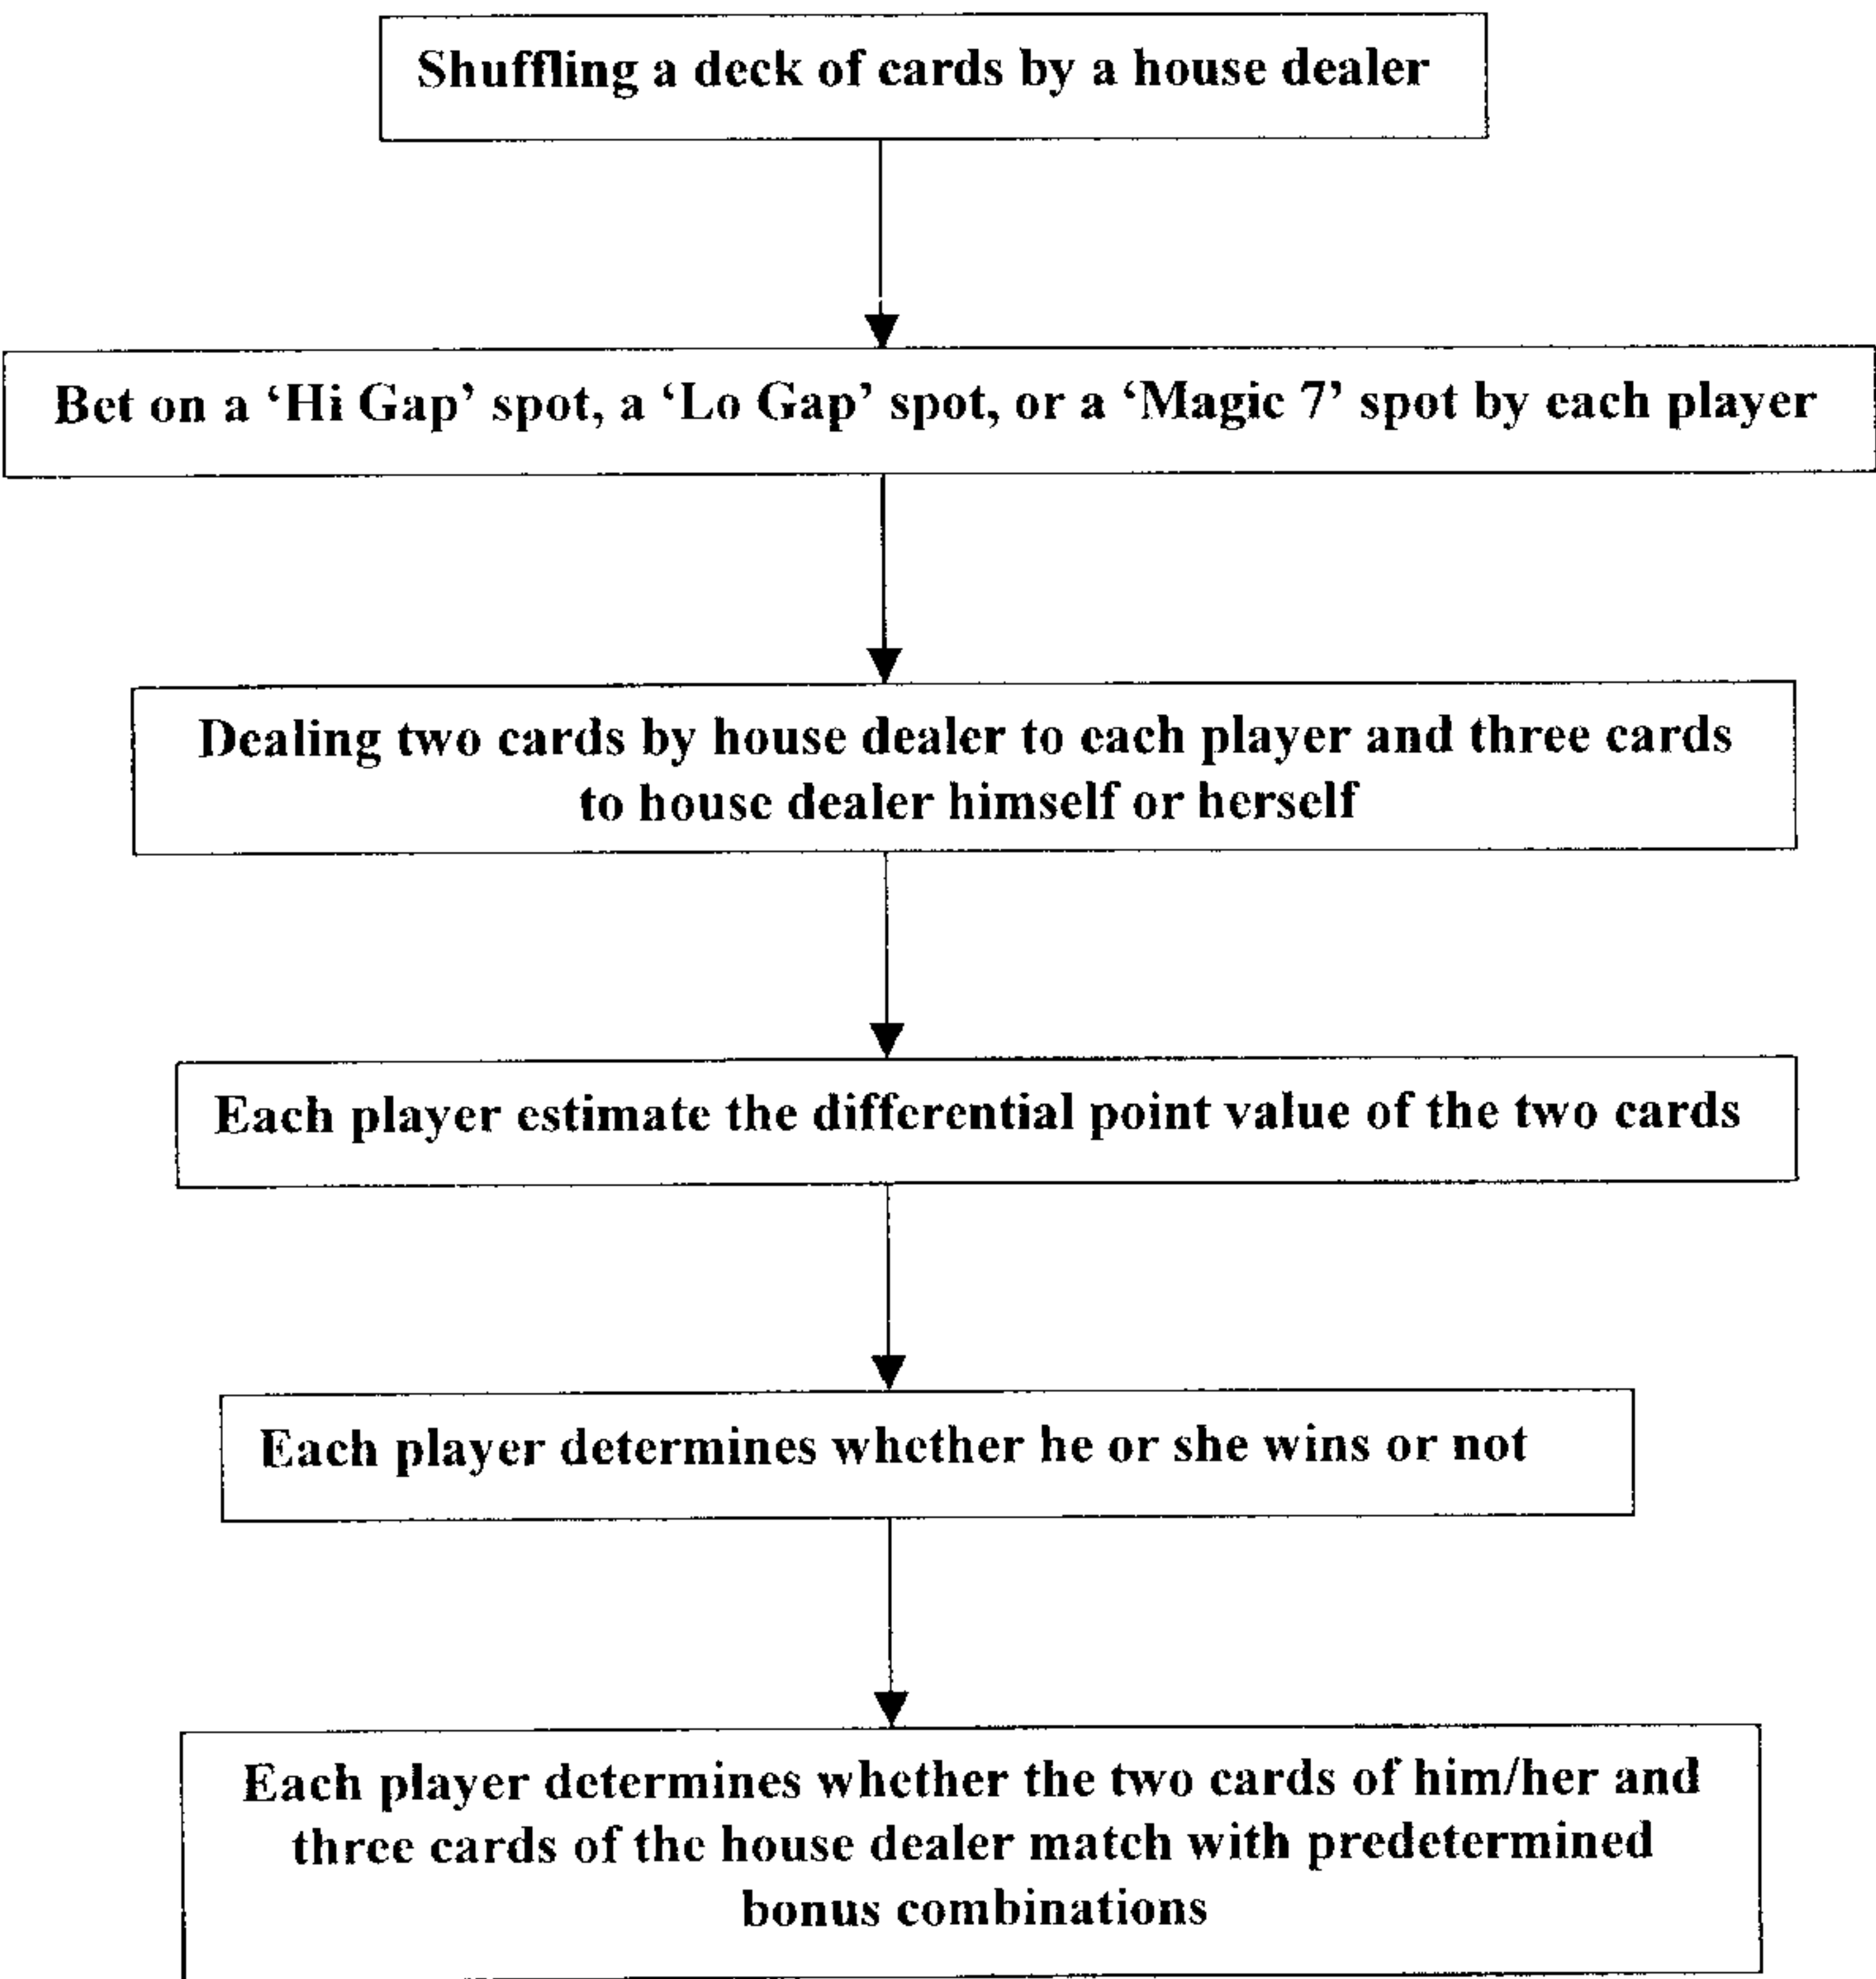 Shuffling a deck of cards by a house dealer
Bet on a ‘Hi Gap’ spot, a ‘Lo Gap’ spot, or a ‘Magic 7’ spot by each player
Dealing two cards by house dealer to each player and three cards
to house dealer himself or herself
Each player estimate the differential point value of the two cards
Each player determines whether he or she wins or not
Each player determines whether the two cards of him/her and
three cards of the house dealer match with predetermined
bonus combinations